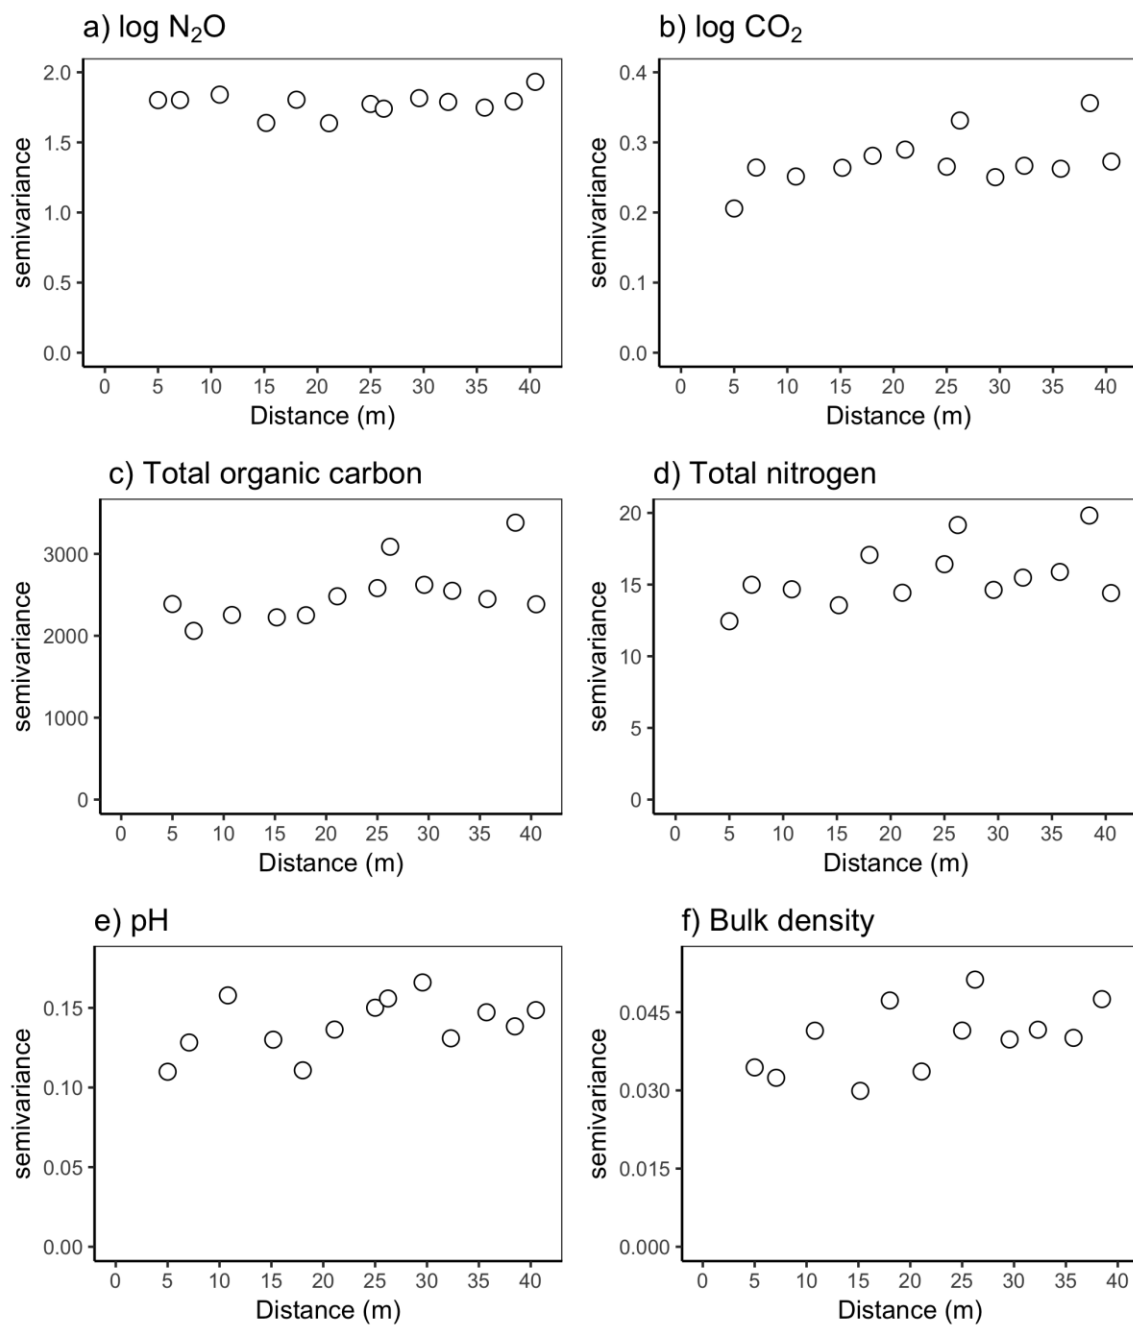 a) log N₂O
2.0
1.5
1.0
0.5
0.0
semivariance
0 5 10 15 20 25 30 35 40
Distance (m)
b) log CO₂
0.4
0.3
0.2
0.1
0.0
semivariance
0 5 10 15 20 25 30 35 40
Distance (m)
c) Total organic carbon
3000
2000
1000
0
semivariance
0 5 10 15 20 25 30 35 40
Distance (m)
d) Total nitrogen
20
15
10
5
0
semivariance
0 5 10 15 20 25 30 35 40
Distance (m)
e) pH
0.15
0.10
0.05
0.00
semivariance
0 5 10 15 20 25 30 35 40
Distance (m)
f) Bulk density
0.045
0.030
0.015
0.000
semivariance
0 5 10 15 20 25 30 35 40
Distance (m)